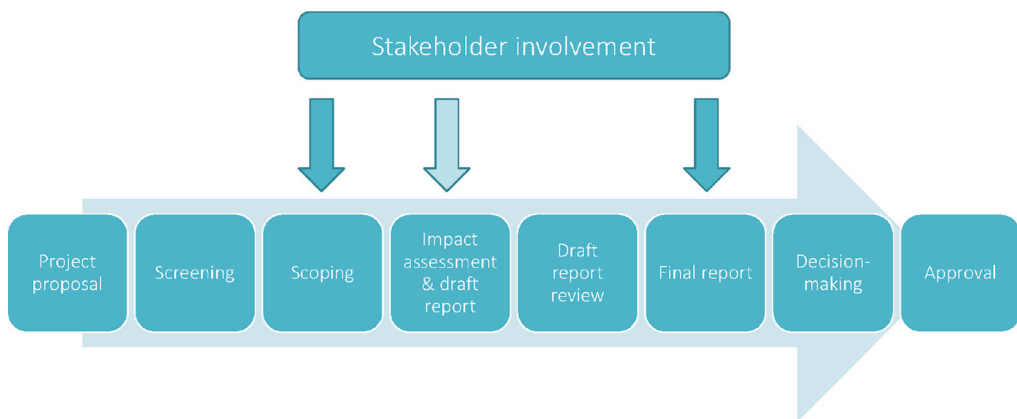 Stakeholder involvement
Project
proposal
Screening
Scoping
Impact
assessment
& draft
report
Draft
report
review
Final report
Decision-
making
Approval